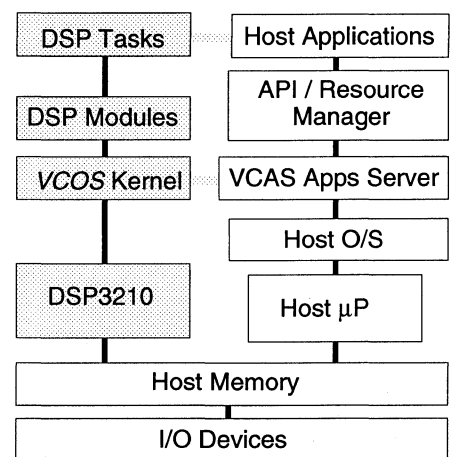 DSP Tasks
Host Applications
API / Resource
Manager
DSP Modules
VCOS Kernel
VCAS Apps Server
Host O/S
DSP3210
Host µP
Host Memory
I/O Devices